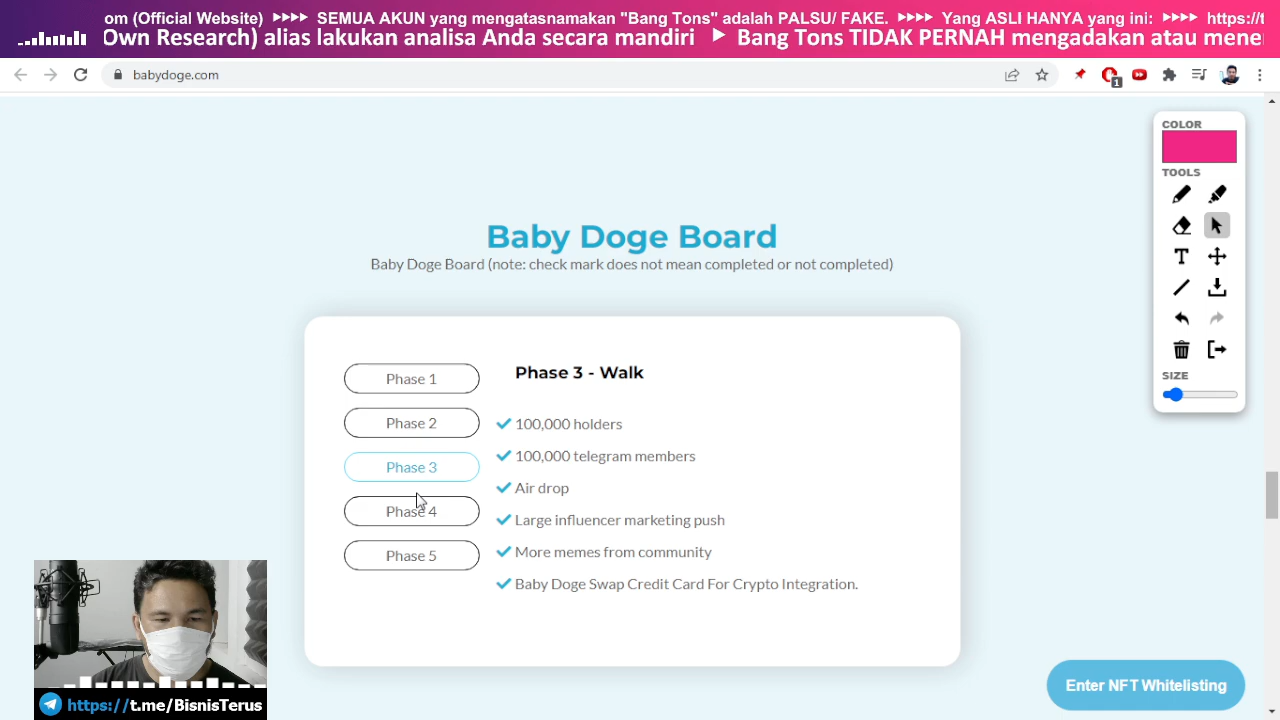 om (Official Website) ►►►► SEMUA AKUN yang mengatasnamakan "Bang Tons" adalah PALSU/ FAKE. ►►►► Yang ASLI HANYA yang ini: ►►►► https://t
Own Research) alias lakukan analisa Anda secara mandiri ► Bang Tons TIDAK PERNAH mengadakan atau mene
babydoge.com
1
COLOR
TOOLS
SIZE
Baby Doge Board
Baby Doge Board (note: check mark does not mean completed or not completed)
Phase 1
Phase 2
Phase 3
Phase 4
Phase 5
Phase 3 - Walk
100,000 holders
100,000 telegram members
Air drop
Large influencer marketing push
More memes from community
Baby Doge Swap Credit Card For Crypto Integration.
Enter NFT Whitelisting
https://t.me/BisnisTerus